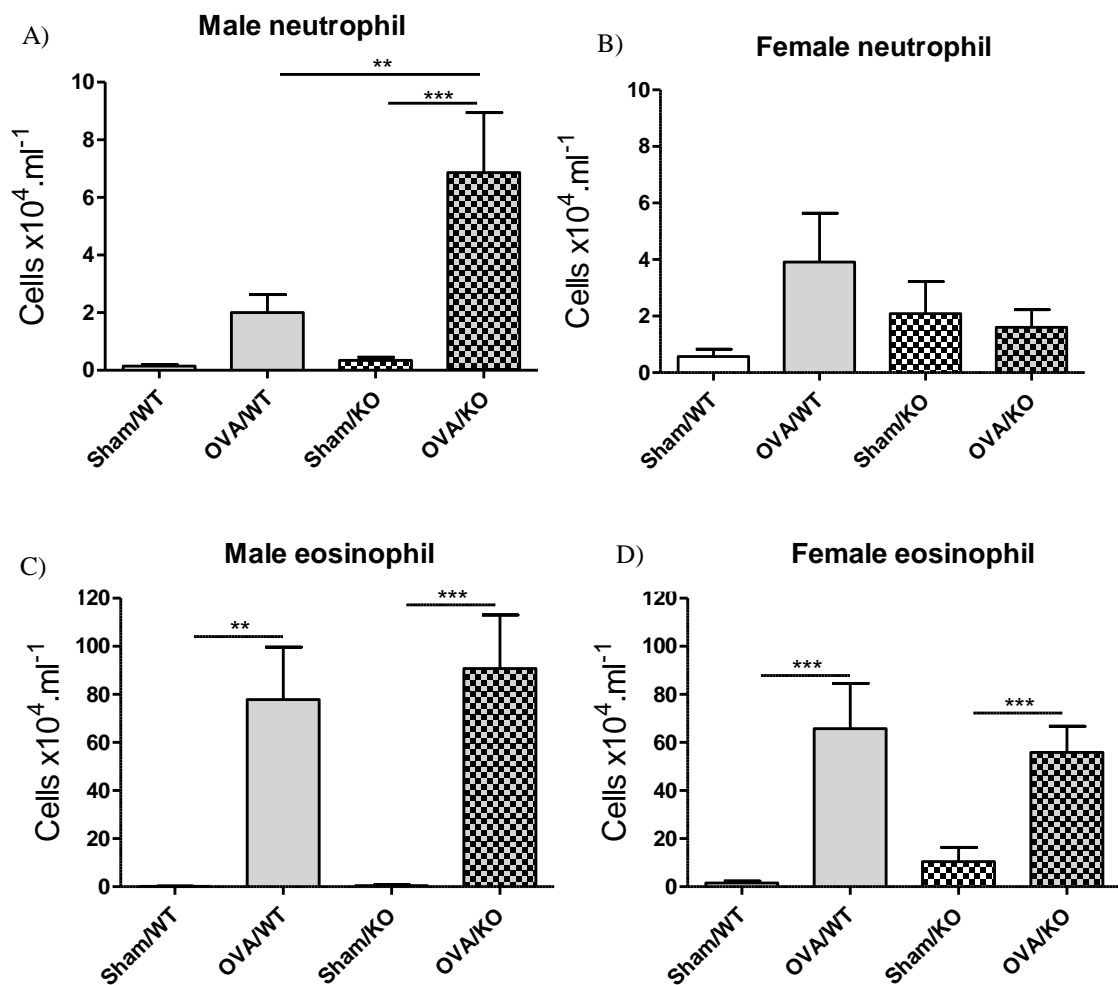 A)
Male neutrophil
**
***
10
8
6
4
2
0
Cells x10⁴.ml⁻¹
Sham/WT
OVA/WT
Sham/KO
OVA/KO
B)
Female neutrophil
10
8
6
4
2
0
Cells x10⁴.ml⁻¹
Sham/WT
OVA/WT
Sham/KO
OVA/KO
C)
Male eosinophil
**
***
120
100
80
60
40
20
0
Cells x10⁴.ml⁻¹
Sham/WT
OVA/WT
Sham/KO
OVA/KO
D)
Female eosinophil
***
***
120
100
80
60
40
20
0
Cells x10⁴.ml⁻¹
Sham/WT
OVA/WT
Sham/KO
OVA/KO